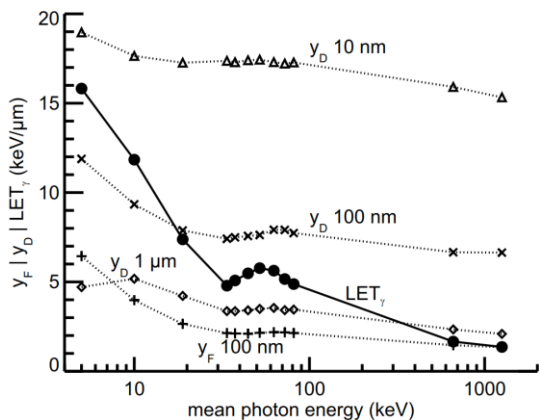 20
15
10
5
0
y_F | y_D | LET_γ (keV/μm)
y_D 10 nm
y_D 100 nm
y_D 1 μm
LET_γ
y_F 100 nm
10
100
1000
mean photon energy (keV)